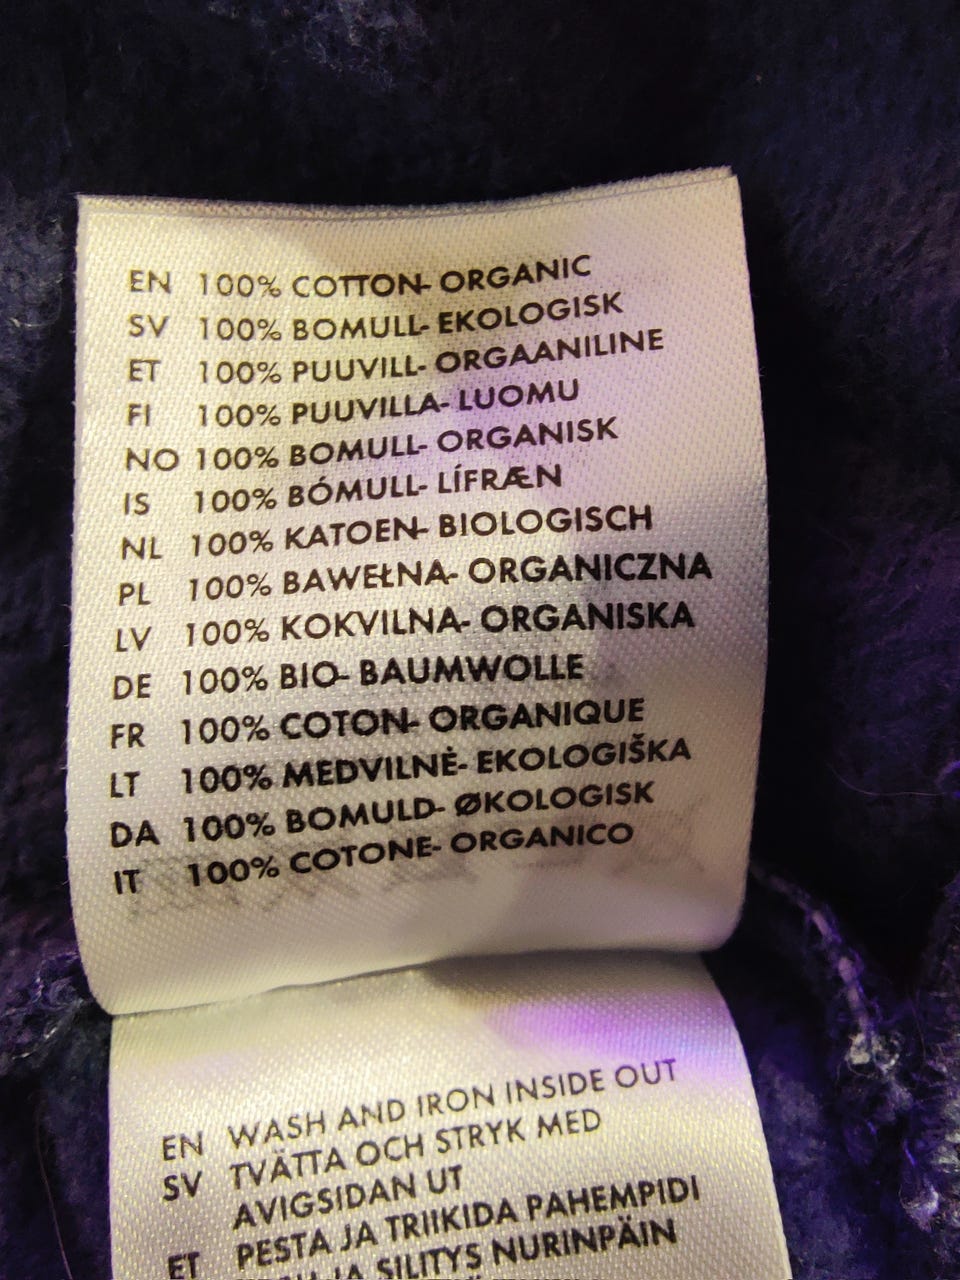 EN 100% COTTON- ORGANIC
SV 100% BOMULL- EKOLOGISK
ET 100% PUUVILL- ORGAANILINE
FI 100% PUUVILLA- LUOMU
NO 100% BOMULL- ORGANISK
IS 100% BÓMULL- LÍFRÆN
NL 100% KATOEN- BIOLOGISCH
PL 100% BAWEŁNA- ORGANICZNA
LV 100% KOKVILNA- ORGANISKA
DE 100% BIO- BAUMWOLLE
FR 100% COTON- ORGANIQUE
LT 100% MEDVILNĖ- EKOLOGIŠKA
DA 100% BOMULD- ØKOLOGISK
IT 100% COTONE- ORGANICO
EN WASH AND IRON INSIDE OUT
SV TVÄTTA OCH STRYK MED
AVIGSIDAN UT
ET PESTA JA TRIIKIDA PAHEMPIDI
JA SILITYS NURINPÄIN